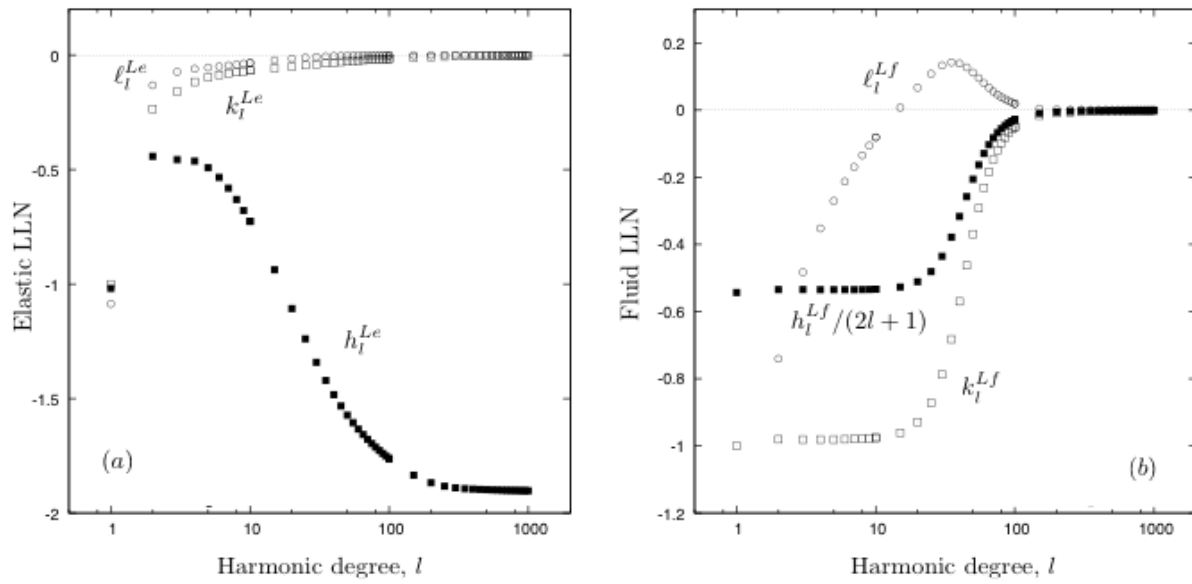 0
-0.5
-1
-1.5
-2
1
10
100
1000
Elastic LLN
Harmonic degree, l
ℓ_l^{Le}
k_l^{Le}
h_l^{Le}
(a)
0.2
0
-0.2
-0.4
-0.6
-0.8
-1
-1.2
1
10
100
1000
Fluid LLN
Harmonic degree, l
ℓ_l^{Lf}
h_l^{Lf}/(2l + 1)
k_l^{Lf}
(b)